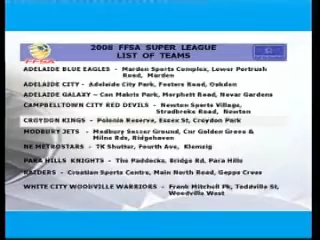 2008 FFSA SUPER LEAGUE
LIST OF TEAMS
FFSA
ADELAIDE BLUE EAGLES - Marden Sports Complex, Lower Portrush
Road, Marden
ADELAIDE CITY - Adelaide City Park, Fosters Road, Oakden
ADELAIDE GALAXY - Con Makris Park, Morphett Road, Novar Gardens
CAMPBELLTOWN CITY RED DEVILS - Newton Sports Village,
Stradbroke Road, Newton
CROYDON KINGS - Polonia Reserve, Essex St, Croydon Park
MODBURY JETS - Modbury Soccer Ground, Cnr Golden Grove &
Milne Rds, Ridgehaven
NE METROSTARS - TK Shutter, Fourth Ave, Klemzig
PARA HILLS KNIGHTS - The Paddocks, Bridge Rd, Para Hills
RAIDERS - Croatian Sports Centre, Main North Road, Gepps Cross
WHITE CITY WOODVILLE WARRIORS - Frank Mitchell Pk, Toddville St,
Woodville West